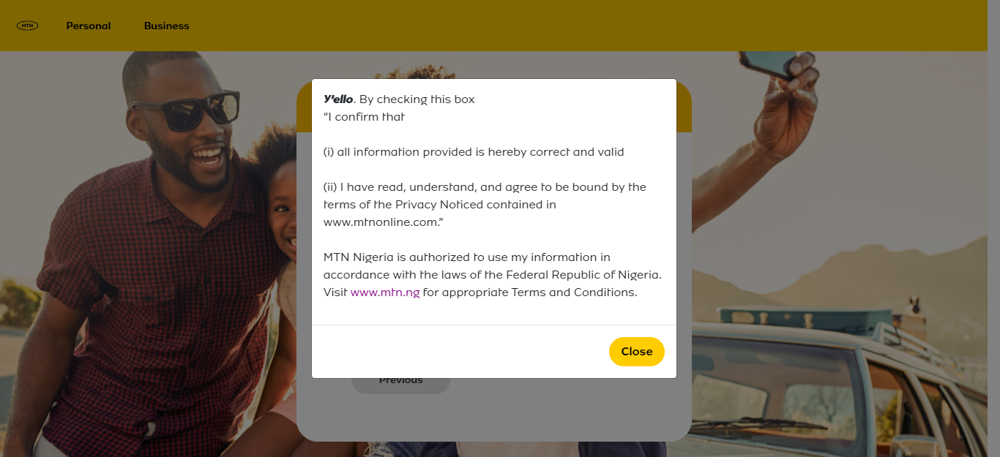 MTN
Personal
Business
Y'ello. By checking this box
“I confirm that
(i) all information provided is hereby correct and valid
(ii) I have read, understand, and agree to be bound by the
terms of the Privacy Noticed contained in
www.mtnonline.com.”
MTN Nigeria is authorized to use my information in
accordance with the laws of the Federal Republic of Nigeria.
Visit www.mtn.ng for appropriate Terms and Conditions.
Close
Previous